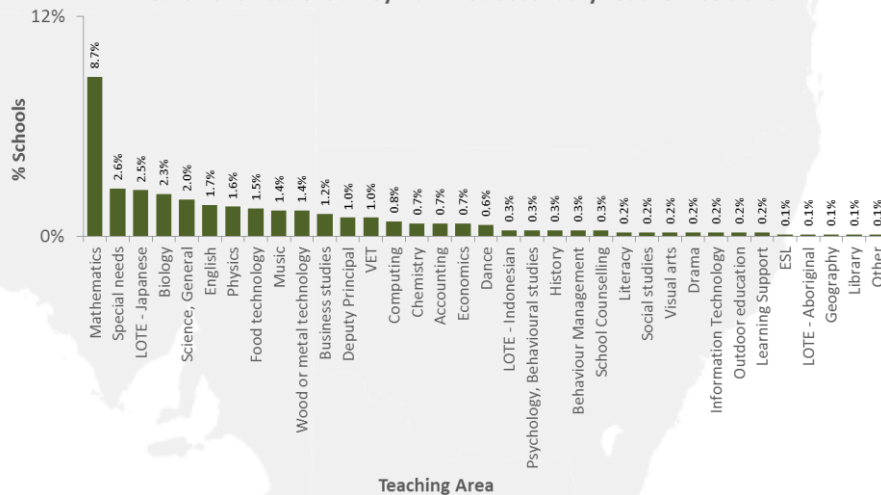 12%
0%
% Schools
8.7%
2.6%
2.5%
2.3%
2.0%
1.7%
1.6%
1.5%
1.4%
1.4%
1.2%
1.0%
1.0%
0.8%
0.7%
0.7%
0.7%
0.6%
0.3%
0.3%
0.3%
0.3%
0.3%
0.2%
0.2%
0.2%
0.2%
0.2%
0.2%
0.2%
0.1%
0.1%
0.1%
0.1%
0.1%
Mathematics
Special needs
LOTE - Japanese
Biology
Science, General
English
Physics
Food technology
Music
Wood or metal technology
Business studies
Deputy Principal
VET
Computing
Chemistry
Accounting
Economics
Dance
LOTE - Indonesian
Psychology, Behavioural studies
History
Behaviour Management
School Counselling
Literacy
Social studies
Visual arts
Drama
Information Technology
Outdoor education
Learning Support
ESL
LOTE - Aboriginal
Geography
Library
Other
Teaching Area